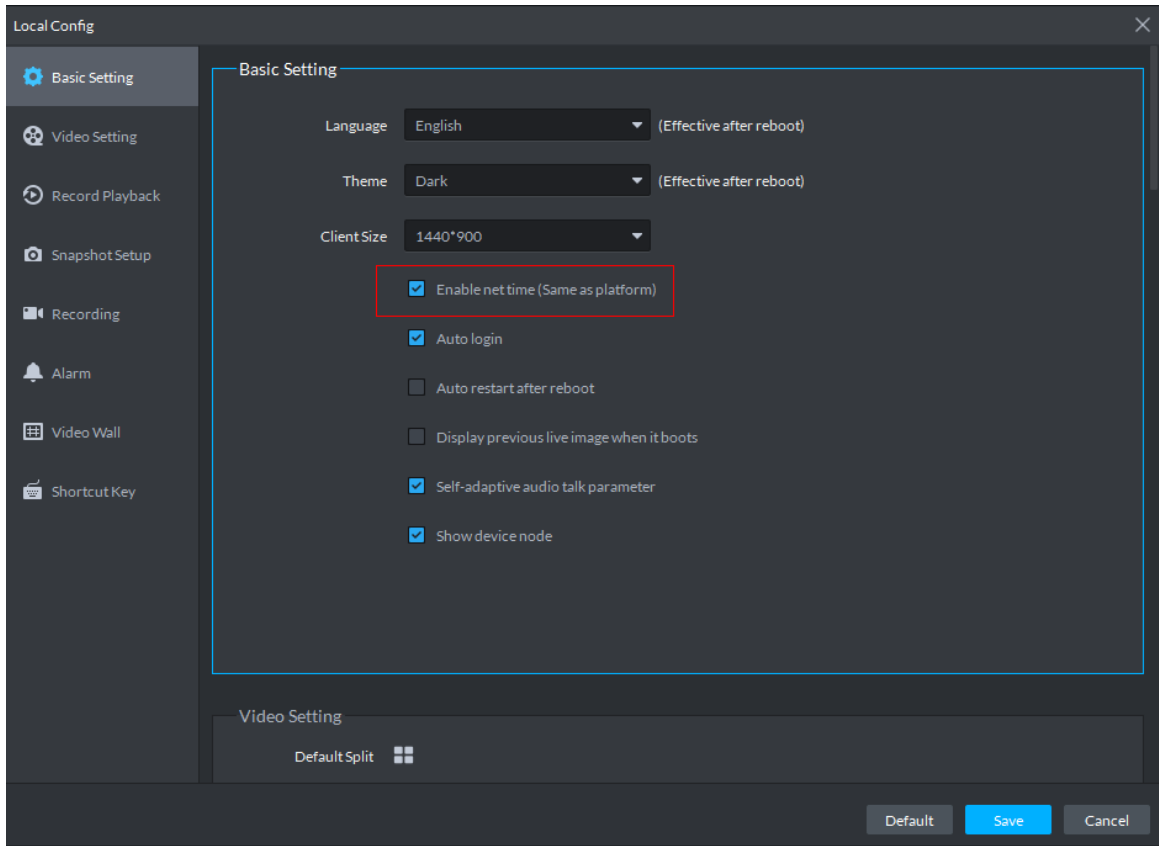 Local Config
Basic Setting
Video Setting
Record Playback
Snapshot Setup
Recording
Alarm
Video Wall
Shortcut Key
Basic Setting
Language English (Effective after reboot)
Theme Dark (Effective after reboot)
Client Size 1440*900
Enable net time (Same as platform)
Auto login
Auto restart after reboot
Display previous live image when it boots
Self-adaptive audio talk parameter
Show device node
Video Setting
Default Split
Default Save Cancel